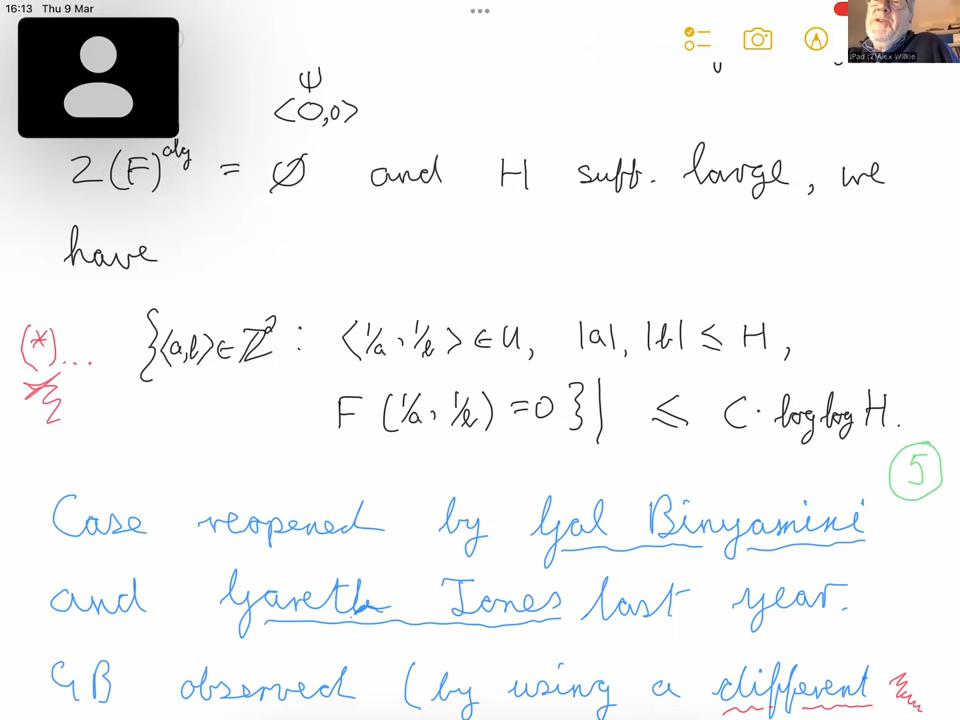 16:13 Thu 9 Mar
iPad (2) Alex Wilkie
Ψ
<0,0>
Z(F)^alg = ∅ and H suff. large, we
have
(*)... {<a,b>∈ℤ² : <1/a, 1/b> ∈ U, |a|, |b| ≤ H,
F(1/a, 1/b) = 0}| ≤ C · log log H.
5
Case reopened by Gal Binyamini
and Gareth Jones last year.
GB observed (by using a different